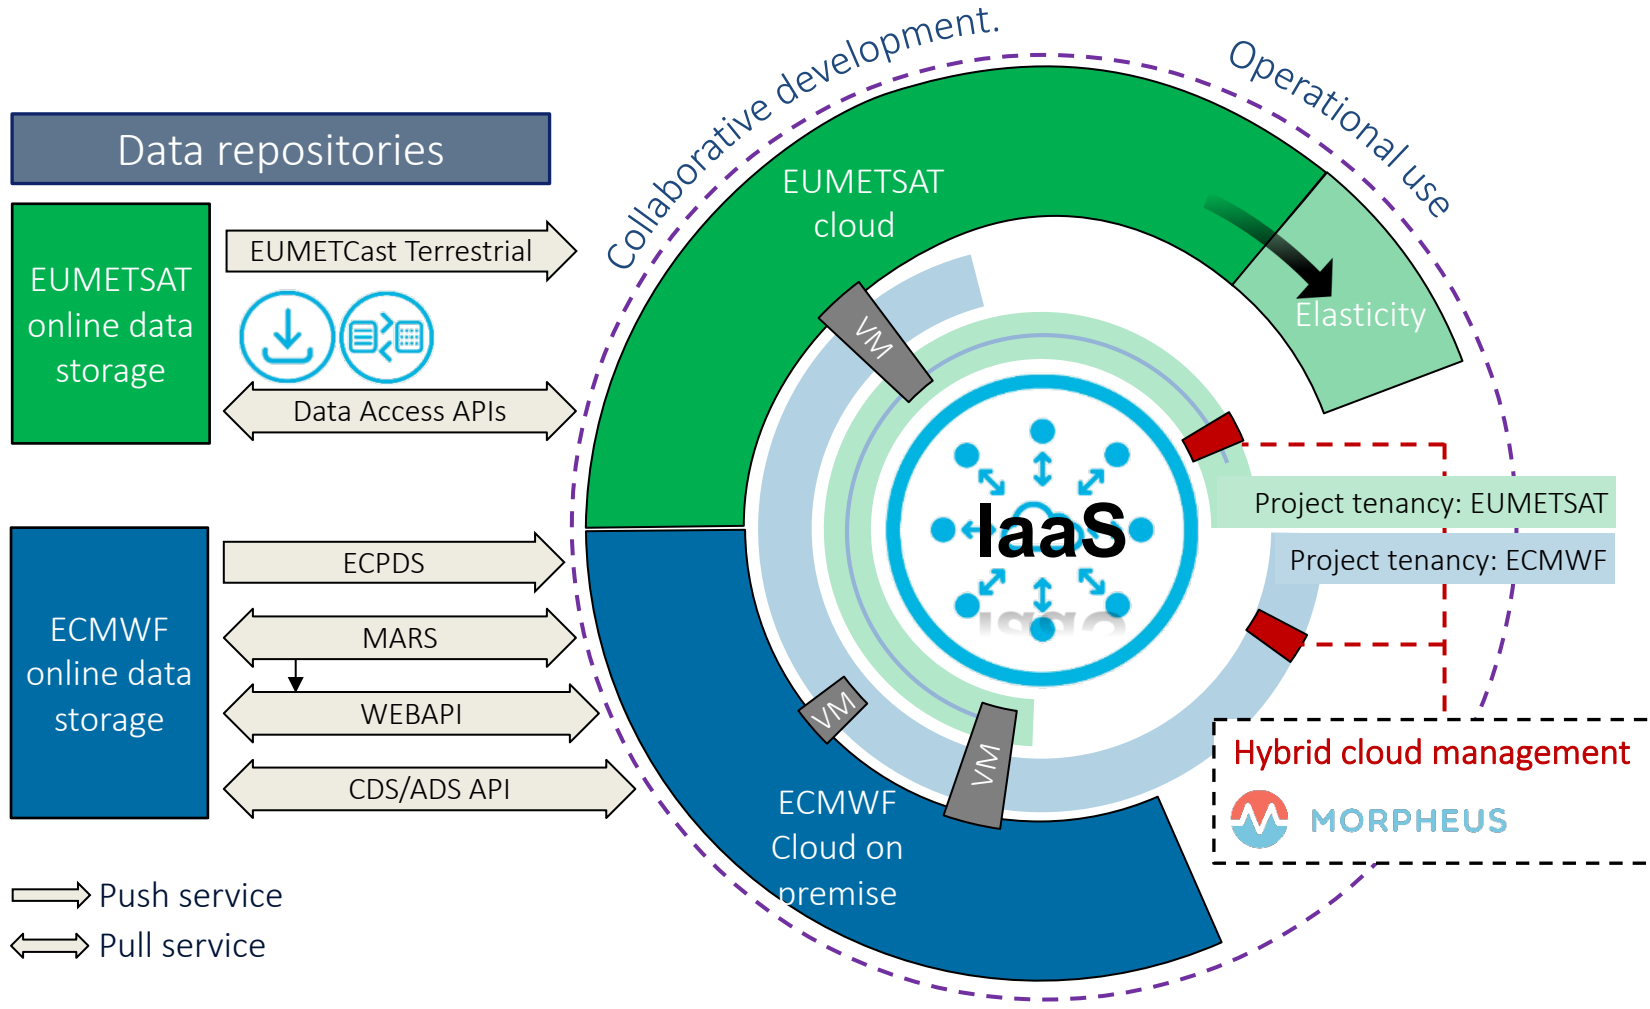 Collaborative development.
Operational use
Data repositories
EUMETSAT
online data
storage
EUMETCast Terrestrial
Data Access APIs
ECMWF
online data
storage
ECPDS
MARS
WEBAPI
CDS/ADS API
Push service
Pull service
EUMETSAT
cloud
Elasticity
VM
IaaS
VM
VM
ECMWF
Cloud on
premise
Project tenancy: EUMETSAT
Project tenancy: ECMWF
Hybrid cloud management
MORPHEUS